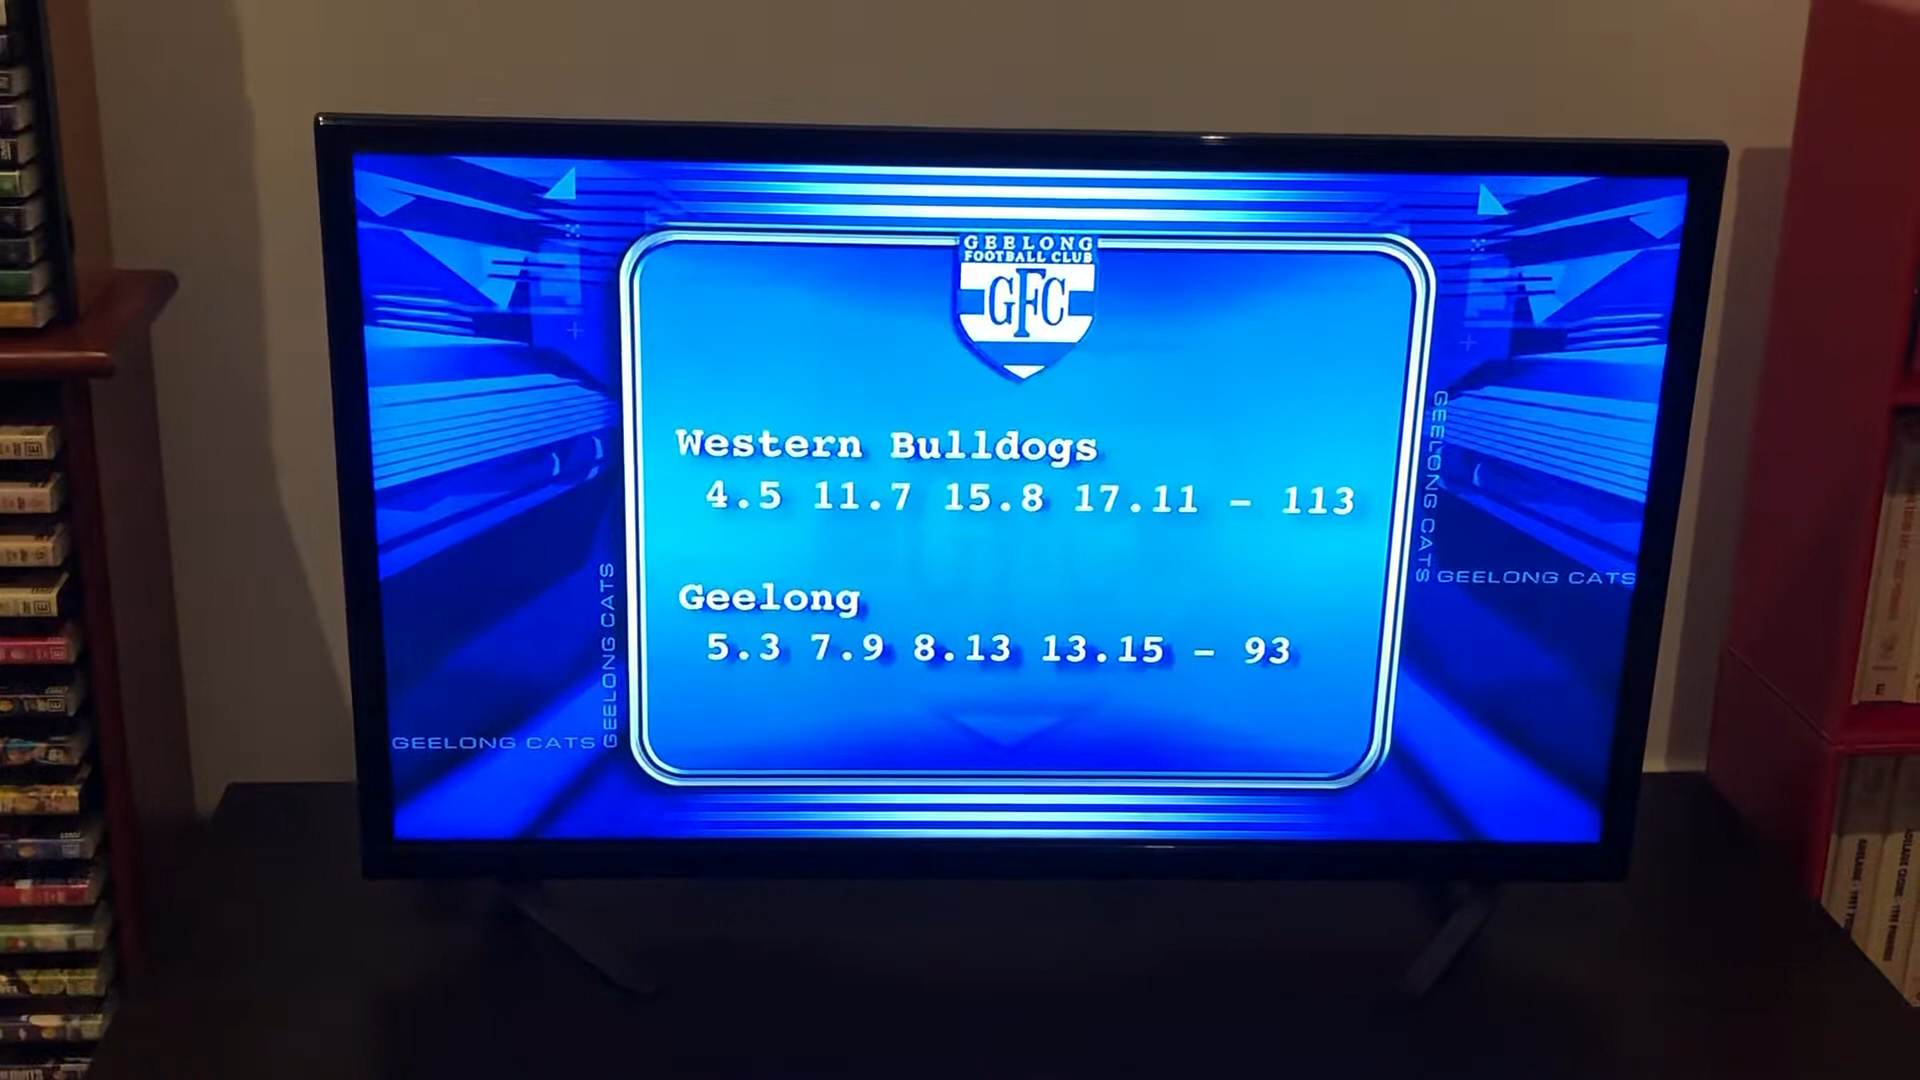 GEELONG
FOOTBALL CLUB
GFC
Western Bulldogs
4.5 11.7 15.8 17.11 - 113
Geelong
5.3 7.9 8.13 13.15 - 93
GEELONG CATS
GEELONG CATS
GEELONG CATS
GEELONG CATS